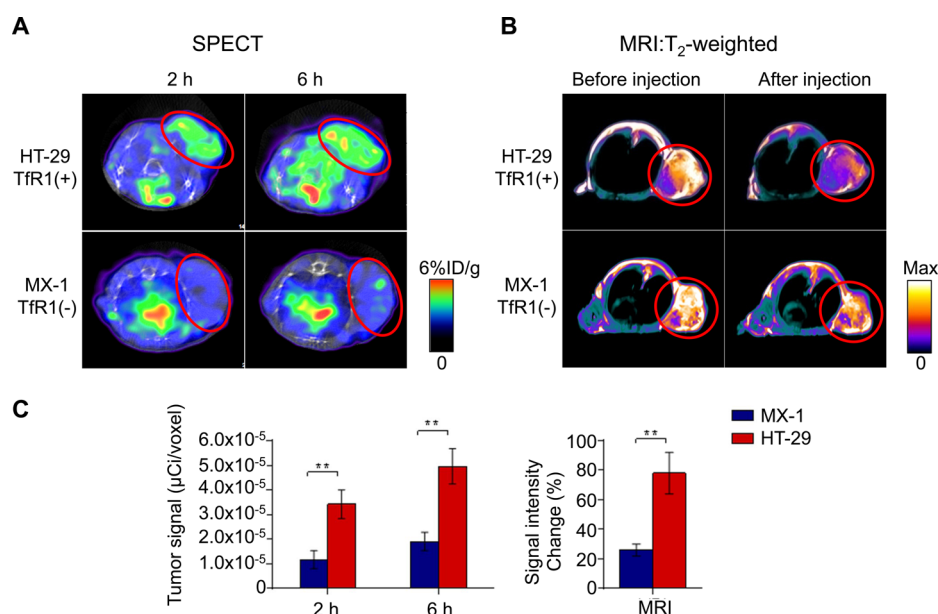 A
SPECT
2 h
6 h
HT-29
TfR1(+)
MX-1
TfR1(-)
6%ID/g
0
B
MRI:T₂-weighted
Before injection
After injection
HT-29
TfR1(+)
MX-1
TfR1(-)
Max
0
C
Tumor signal (µCi/voxel)
6.0x10⁻⁵
5.0x10⁻⁵
4.0x10⁻⁵
3.0x10⁻⁵
2.0x10⁻⁵
1.0x10⁻⁵
0
**
**
2 h
6 h
Signal intensity
Change (%)
100
80
60
40
20
0
**
MRI
MX-1
HT-29